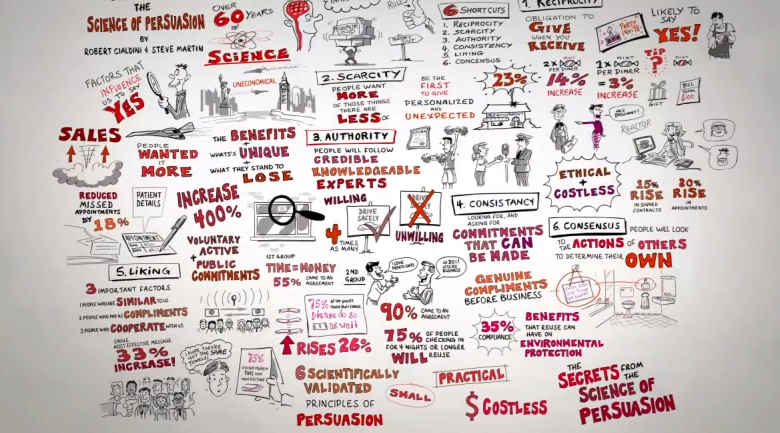 THE
SCIENCE OF PERSUASION
BY
ROBERT CIALDINI & STEVE MARTIN
OVER
60 OF YEARS
SCIENCE
6 SHORTCUTS
1. RECIPROCITY
2. SCARCITY
3. AUTHORITY
4. CONSISTENCY
5. LIKING
6. CONSENSUS
1. RECIPROCITY
OBLIGATION TO
GIVE
WHEN YOU
RECEIVE
PARTY
INVITE
LIKELY TO
SAY
YES!
2 X MINTS
PER DINER
14%
INCREASE
1 X MINT
PER DINER
= 3%
INCREASE
TIP
?
GIFT
BILL
TOTAL
23%
FACTORS THAT
INFLUENCE
US TO SAY
YES
UNECONOMICAL
2. SCARCITY
PEOPLE WANT
MORE
OF THOSE THINGS
THERE ARE
LESS OF
BE THE
FIRST
TO GIVE
PERSONALIZED
AND
UNEXPECTED
SALES
PEOPLE
WANTED IT
MORE
THE BENEFITS
+
WHAT'S UNIQUE
+
WHAT THEY STAND TO
LOSE
3. AUTHORITY
PEOPLE WILL FOLLOW
CREDIBLE
KNOWLEDGEABLE
EXPERTS
REALTOR
ETHICAL
+
COSTLESS
15%
RISE
IN SIGNED
CONTRACTS
20%
RISE
IN
APPOINTMENTS
REDUCED
MISSED
APPOINTMENTS
BY 18%
PATIENT
DETAILS
APPOINTMENT
INCREASE
400%
VOLUNTARY
ACTIVE
+ PUBLIC
COMMITMENTS
WILLING
4 TIMES
AS MANY
DRIVE
SAFELY
DRIVE
UNWILLING
4. CONSISTANCY
LOOKING FOR, AND
ASKING FOR
COMMITMENTS
THAT CAN
BE MADE
6. CONSENSUS
PEOPLE WILL LOOK
TO THE ACTIONS OF OTHERS
TO DETERMINE THEIR OWN
5. LIKING
3 IMPORTANT FACTORS
1 PEOPLE WHO ARE SIMILAR TO US
2 PEOPLE WHO PAY US COMPLIMENTS
3 PEOPLE WHO COOPERATE WITH US
1ST GROUP
TIME=MONEY
55% CAME TO AN
AGREEMENT
2ND
GROUP
90% CAME TO AN
AGREEMENT
GENUINE
COMPLIMENTS
BEFORE BUSINESS
SINGLE
MOST EFFECTIVE MESSAGE
33%
INCREASE!
75%
RISES 26%
75% OF PEOPLE
CHECKING IN
FOR 4 NIGHTS OR LONGER
WILL REUSE
35%
COMPLIANCE
BENEFITS
THAT REUSE CAN
HAVE ON
ENVIRONMENTAL
PROTECTION
75%
6 SCIENTIFICALLY
VALIDATED
PRINCIPLES OF
PERSUASION
SMALL
PRACTICAL
$ COSTLESS
THE
SECRETS FROM
THE
SCIENCE OF
PERSUASION